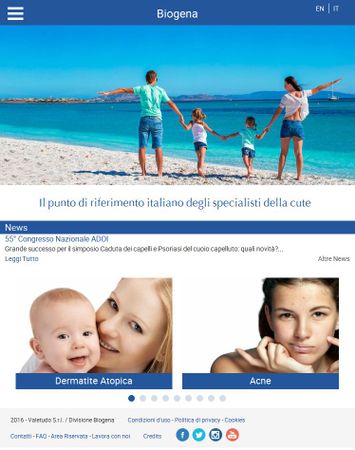 Biogena
EN | IT
Il punto di riferimento italiano degli specialisti della cute
News
55° Congresso Nazionale ADOI
Grande successo per il simposio Caduta dei capelli e Psoriasi del cuoio capelluto: quali novità?...
Leggi Tutto
Altre News
Dermatite Atopica
Acne
2016 - Valetudo S.r.l. / Divisione Biogena
Condizioni d'uso - Politica di privacy - Cookies
Contatti - FAQ - Area Riservata - Lavora con noi
Credits